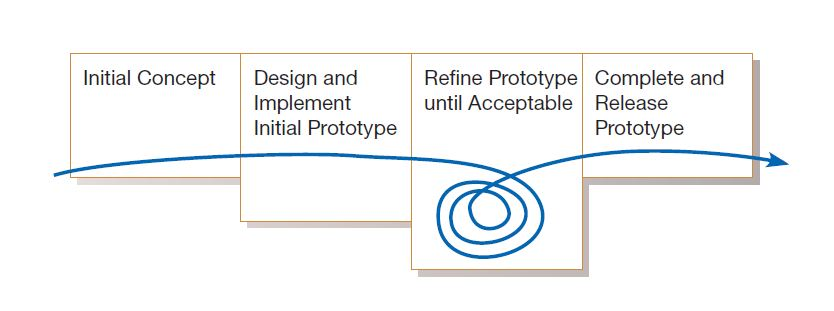 Initial Concept
Design and
Implement
Initial Prototype
Refine Prototype
until Acceptable
Complete and
Release
Prototype